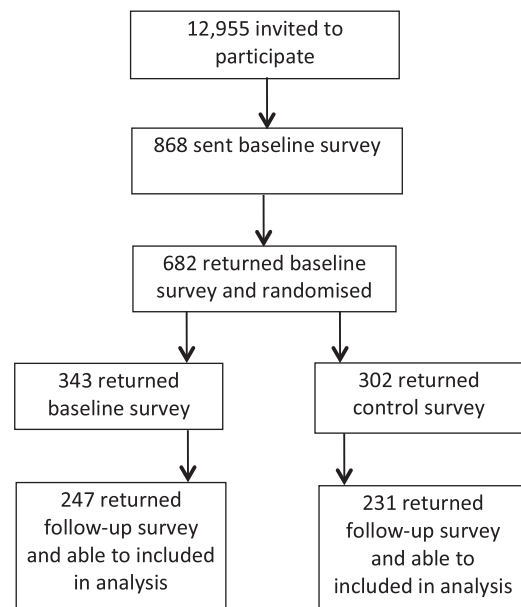 12,955 invited to
participate
868 sent baseline survey
682 returned baseline
survey and randomised
343 returned
baseline survey
302 returned
control survey
247 returned
follow-up survey
and able to included
in analysis
231 returned
follow-up survey
and able to
included in analysis